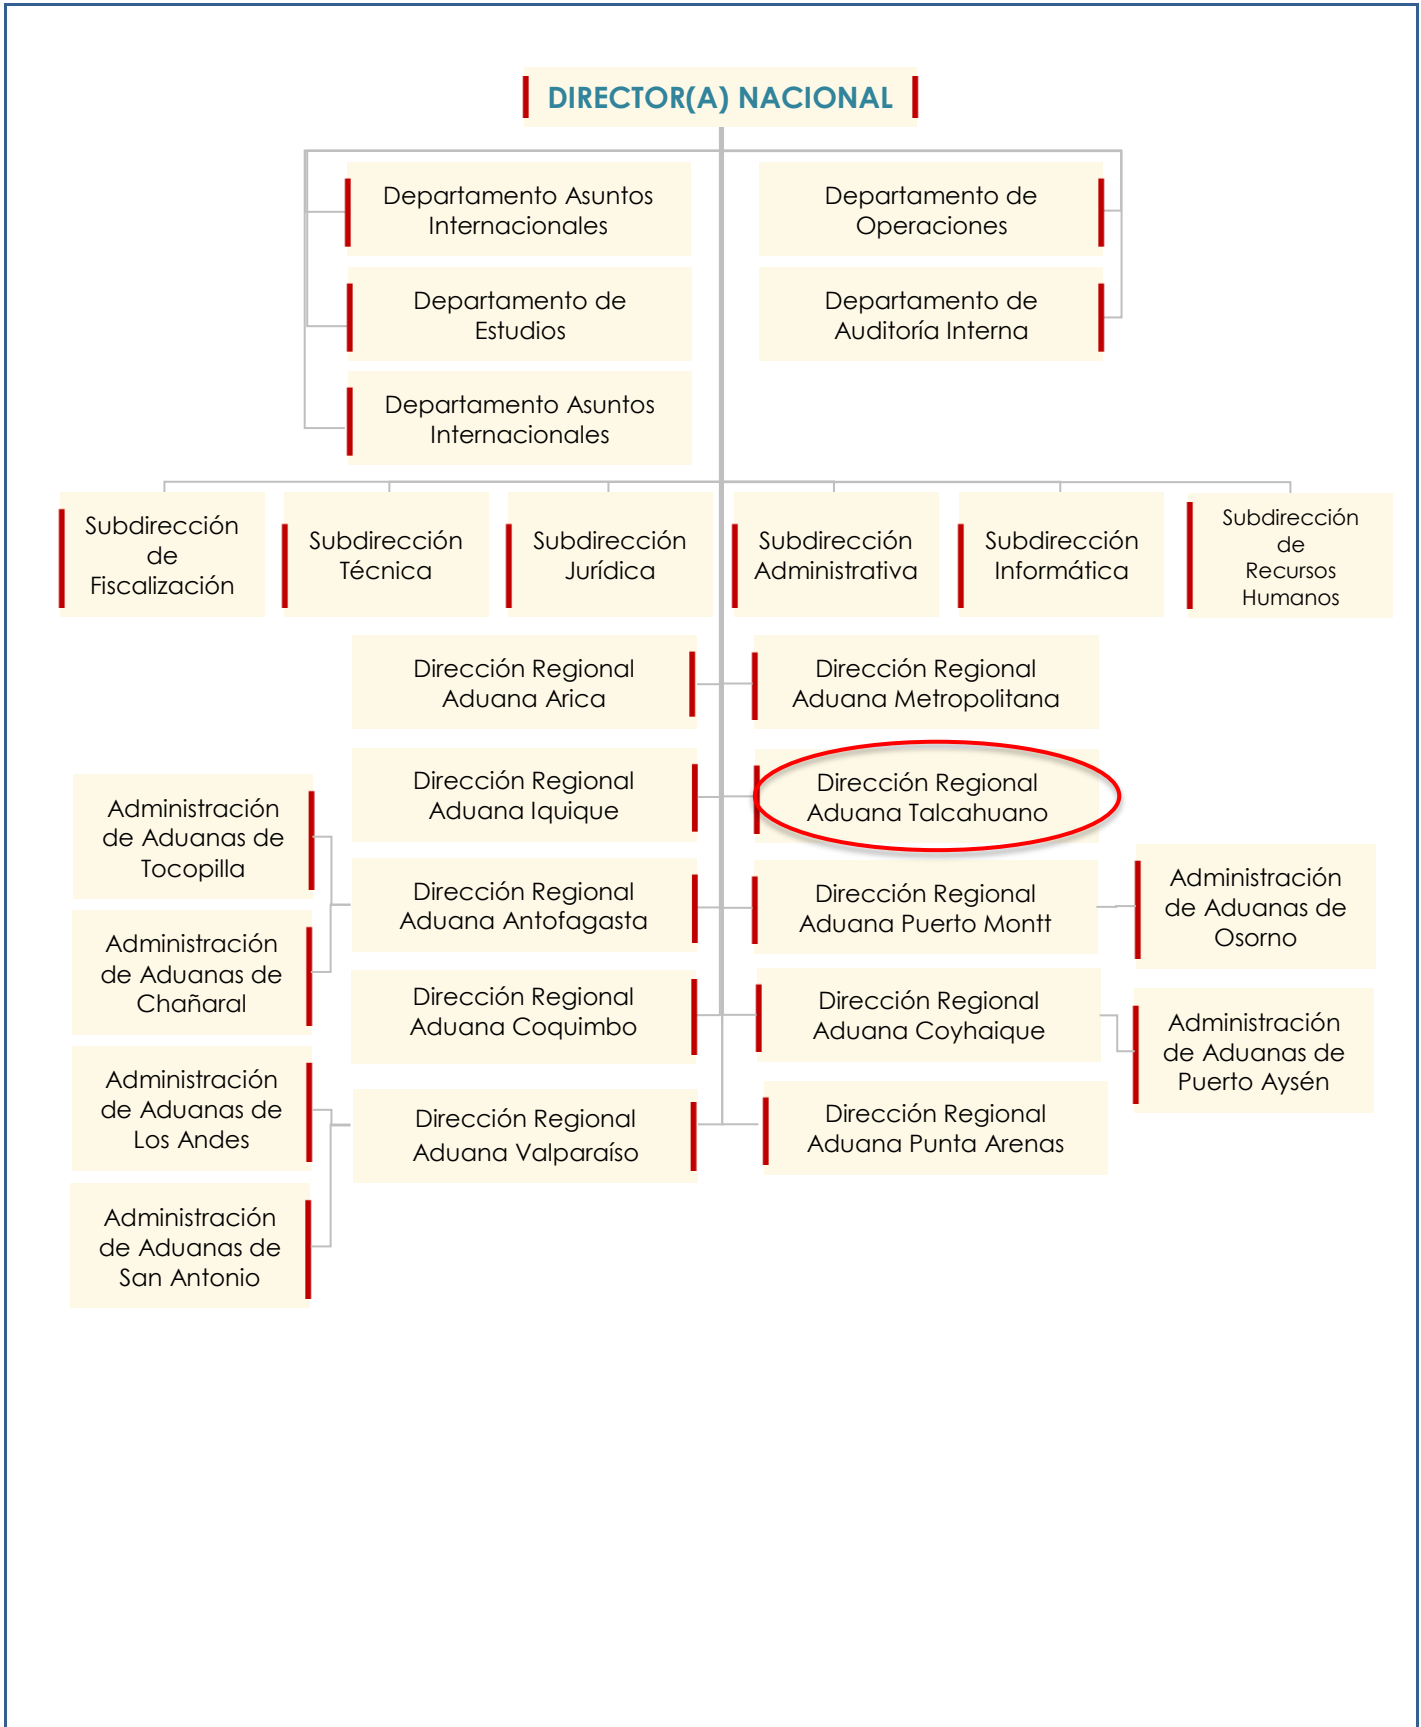 DIRECTOR(A) NACIONAL
Departamento Asuntos
Internacionales
Departamento de
Operaciones
Departamento de
Estudios
Departamento de
Auditoría Interna
Departamento Asuntos
Internacionales
Subdirección
de
Fiscalización
Subdirección
Técnica
Subdirección
Jurídica
Subdirección
Administrativa
Subdirección
Informática
Subdirección
de
Recursos
Humanos
Dirección Regional
Aduana Arica
Dirección Regional
Aduana Metropolitana
Dirección Regional
Aduana Iquique
Dirección Regional
Aduana Talcahuano
Administración
de Aduanas de
Tocopilla
Dirección Regional
Aduana Antofagasta
Dirección Regional
Aduana Puerto Montt
Administración
de Aduanas de
Osorno
Administración
de Aduanas de
Chañaral
Dirección Regional
Aduana Coquimbo
Dirección Regional
Aduana Coyhaique
Administración
de Aduanas de
Puerto Aysén
Administración
de Aduanas de
Los Andes
Dirección Regional
Aduana Valparaíso
Dirección Regional
Aduana Punta Arenas
Administración
de Aduanas de
San Antonio